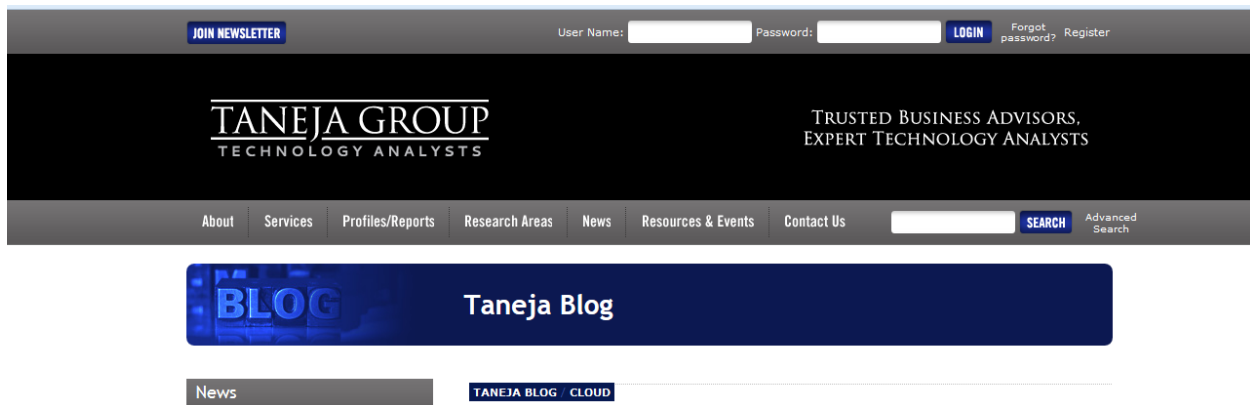 JOIN NEWSLETTER
User Name:
Password:
LOGIN
Forgot
password?
Register
TANEJA GROUP
TECHNOLOGY ANALYSTS
TRUSTED BUSINESS ADVISORS,
EXPERT TECHNOLOGY ANALYSTS
About
Services
Profiles/Reports
Research Areas
News
Resources & Events
Contact Us
SEARCH
Advanced
Search
BLOG
Taneja Blog
News
TANEJA BLOG / CLOUD